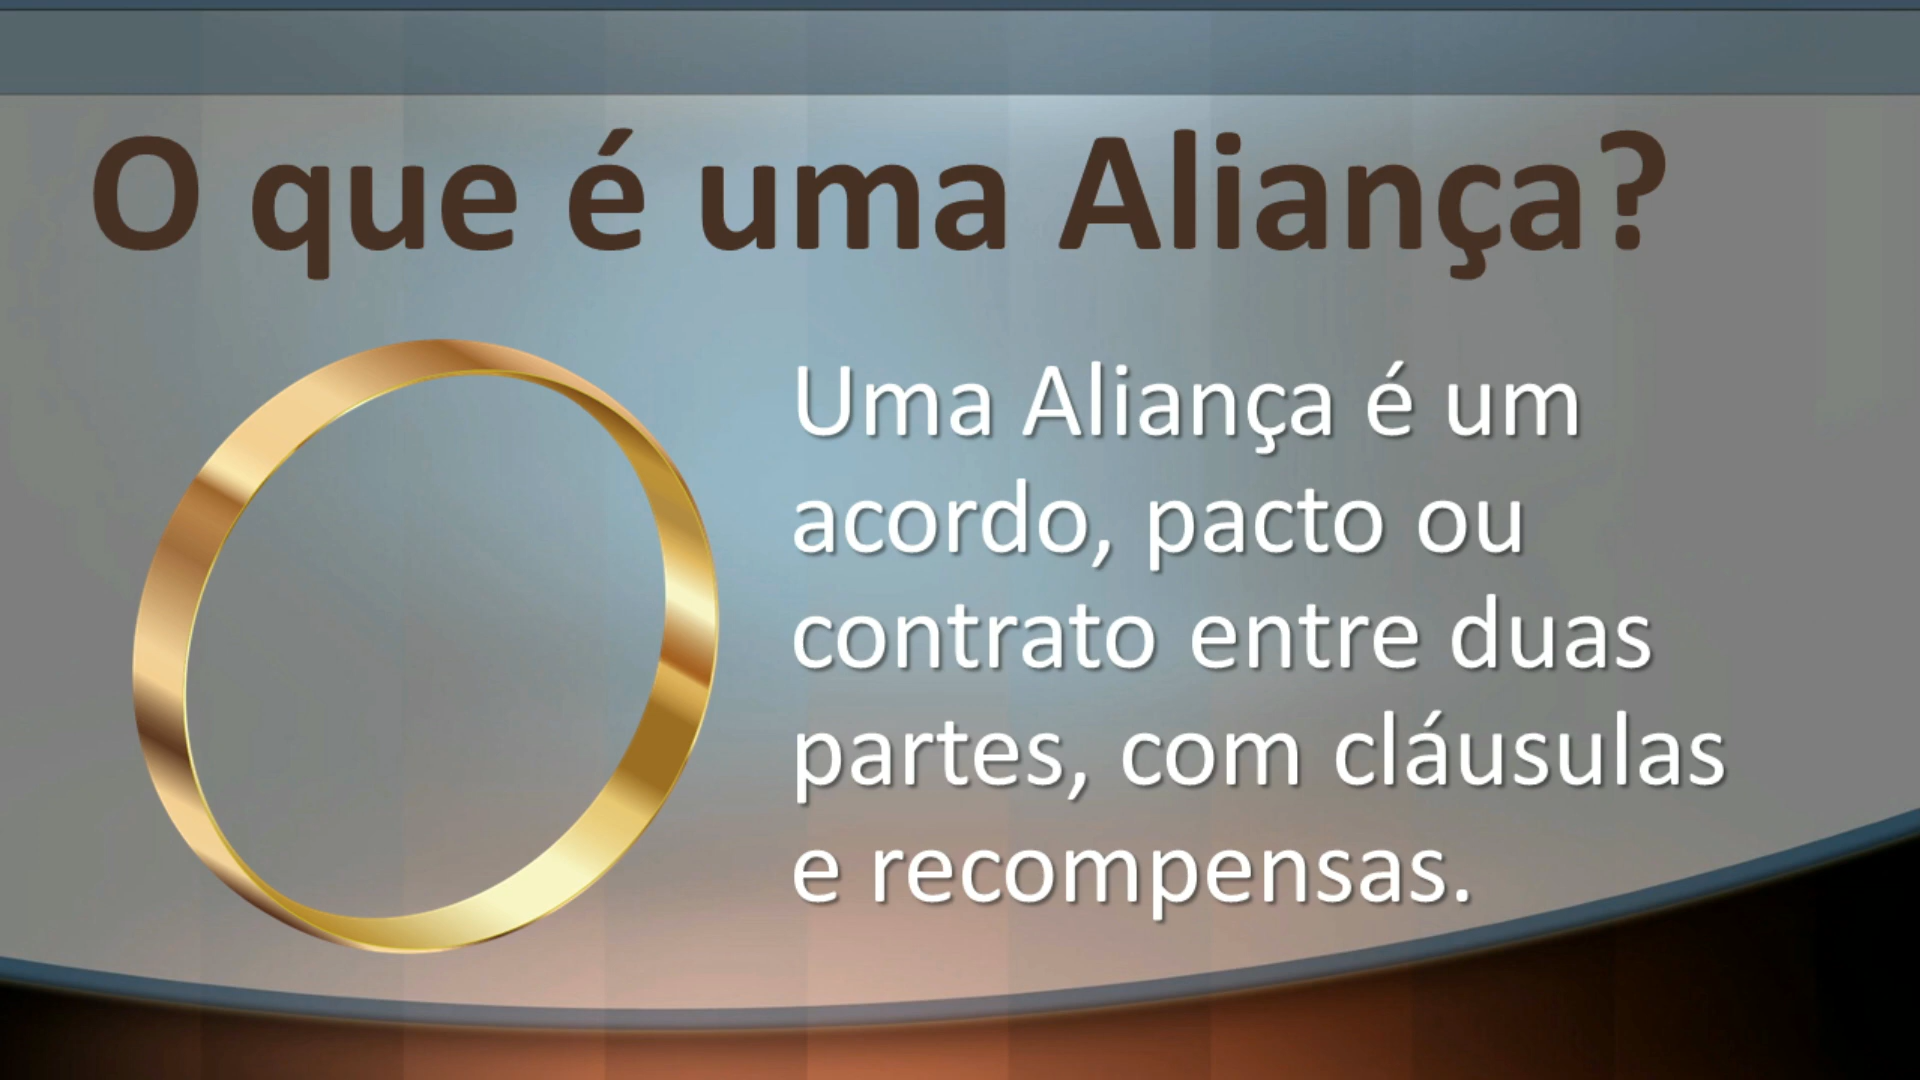 O que é uma Aliança?
Uma Aliança é um
acordo, pacto ou
contrato entre duas
partes, com cláusulas
e recompensas.